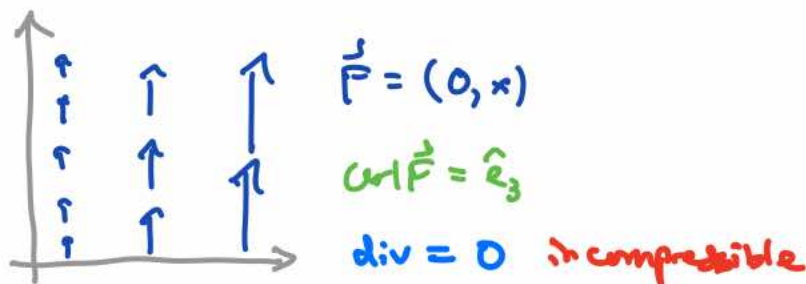 F⃗ = (0, x)
curl F⃗ = ê₃
div = 0 incompressible